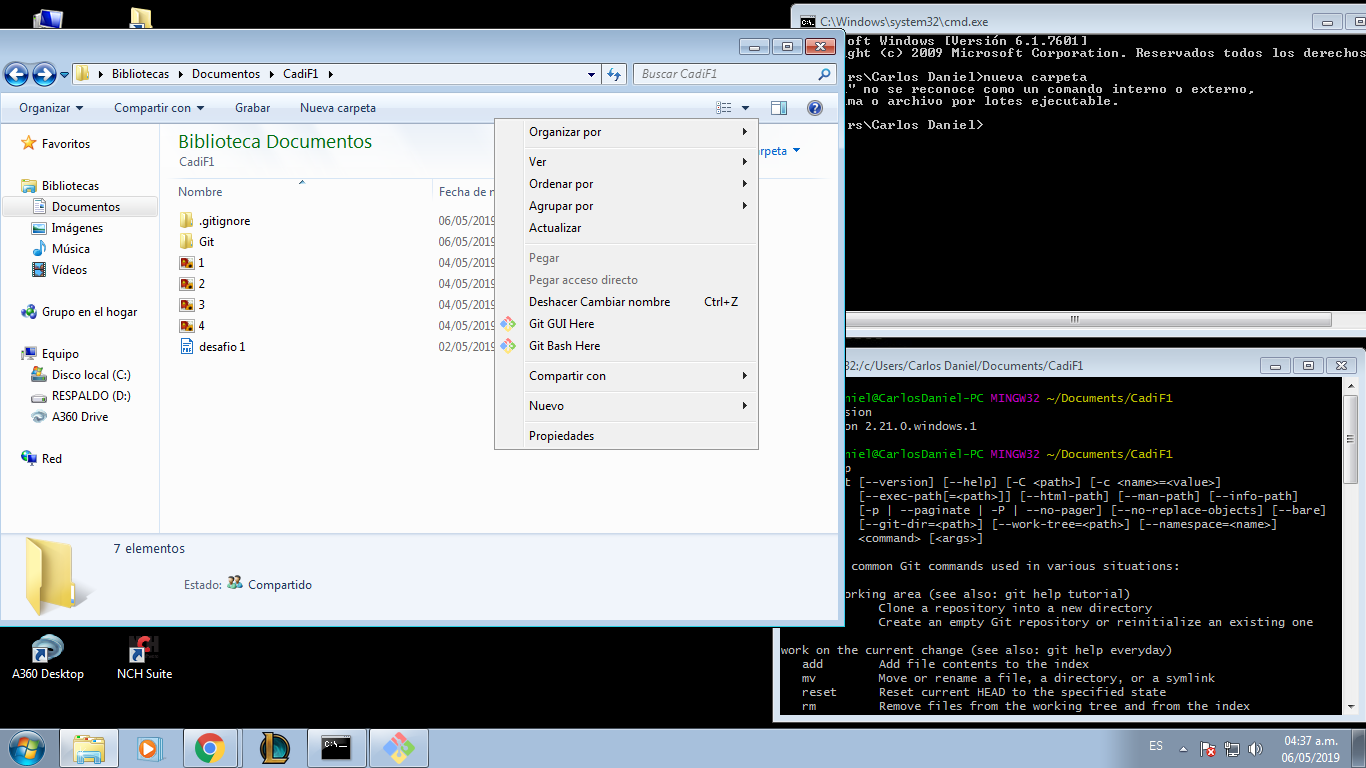 C:\Windows\system32\cmd.exe
oft Windows [Versión 6.1.7601]
ght (c) 2009 Microsoft Corporation. Reservados todos los derechos
rs\Carlos Daniel>nueva carpeta
" no se reconoce como un comando interno o externo,
ma o archivo por lotes ejecutable.
rs\Carlos Daniel>
Bibliotecas
Documentos
CadiF1
Buscar CadiF1
Organizar
Compartir con
Grabar
Nueva carpeta
Favoritos
Bibliotecas
Documentos
Imágenes
Música
Vídeos
Grupo en el hogar
Equipo
Disco local (C:)
RESPALDO (D:)
A360 Drive
Red
Biblioteca Documentos
CadiF1
arpeta
Nombre
Fecha de
.gitignore 06/05/2019
Git 06/05/2019
1 04/05/2019
2 04/05/2019
3 04/05/2019
4 04/05/2019
desafio 1 02/05/2019
Organizar por
Ver
Ordenar por
Agrupar por
Actualizar
Pegar
Pegar acceso directo
Deshacer Cambiar nombre Ctrl+Z
Git GUI Here
Git Bash Here
Compartir con
Nuevo
Propiedades
7 elementos
Estado: Compartido
32:/c/Users/Carlos Daniel/Documents/CadiF1
niel@CarlosDaniel-PC MINGW32 ~/Documents/CadiF1
sion
on 2.21.0.windows.1
niel@CarlosDaniel-PC MINGW32 ~/Documents/CadiF1
p
t [--version] [--help] [-C <path>] [-c <name>=<value>]
[--exec-path[=<path>]] [--html-path] [--man-path] [--info-path]
[-p | --paginate | -P | --no-pager] [--no-replace-objects] [--bare]
[--git-dir=<path>] [--work-tree=<path>] [--namespace=<name>]
<command> [<args>]
common Git commands used in various situations:
orking area (see also: git help tutorial)
Clone a repository into a new directory
Create an empty Git repository or reinitialize an existing one
work on the current change (see also: git help everyday)
add Add file contents to the index
mv Move or rename a file, a directory, or a symlink
reset Reset current HEAD to the specified state
rm Remove files from the working tree and from the index
A360 Desktop
NCH Suite
ES
04:37 a.m.
06/05/2019